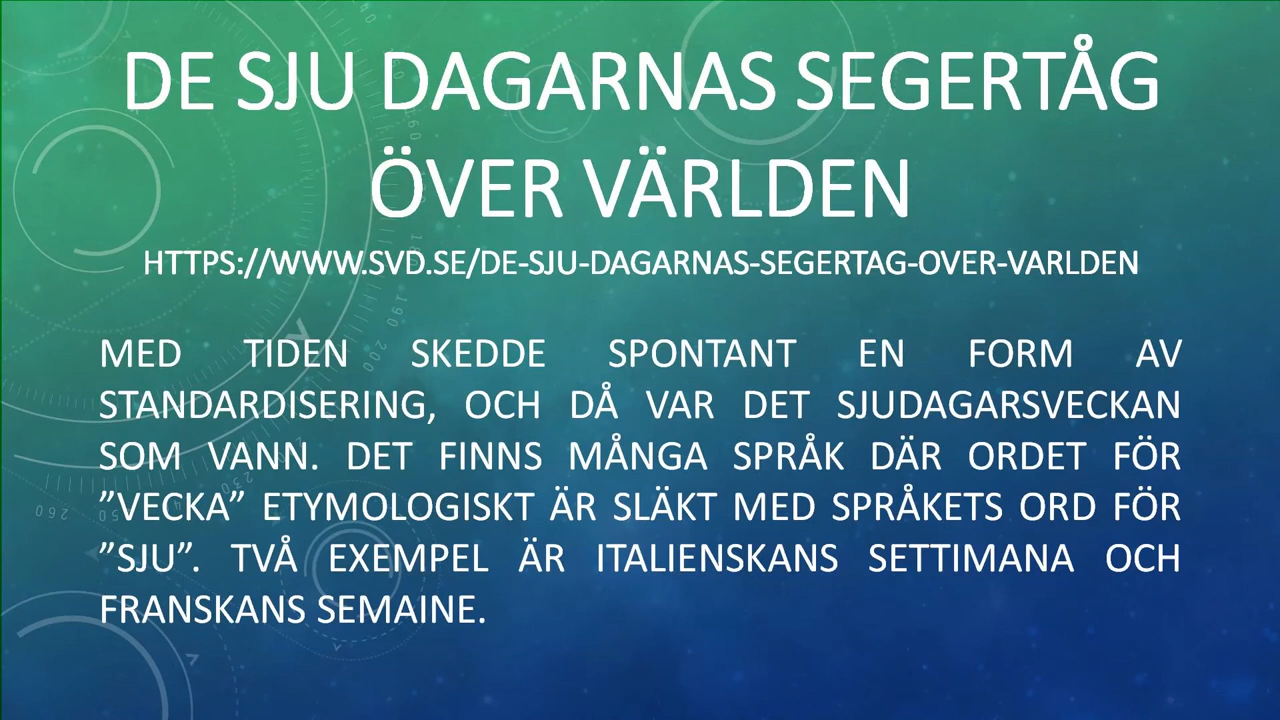 DE SJU DAGARNAS SEGERTÅG
ÖVER VÄRLDEN
HTTPS://WWW.SVD.SE/DE-SJU-DAGARNAS-SEGERTAG-OVER-VARLDEN
MED TIDEN SKEDDE SPONTANT EN FORM AV
STANDARDISERING, OCH DÅ VAR DET SJUDAGARSVECKAN
SOM VANN. DET FINNS MÅNGA SPRÅK DÄR ORDET FÖR
”VECKA” ETYMOLOGISKT ÄR SLÄKT MED SPRÅKETS ORD FÖR
”SJU”. TVÅ EXEMPEL ÄR ITALIENSKANS SETTIMANA OCH
FRANSKANS SEMAINE.